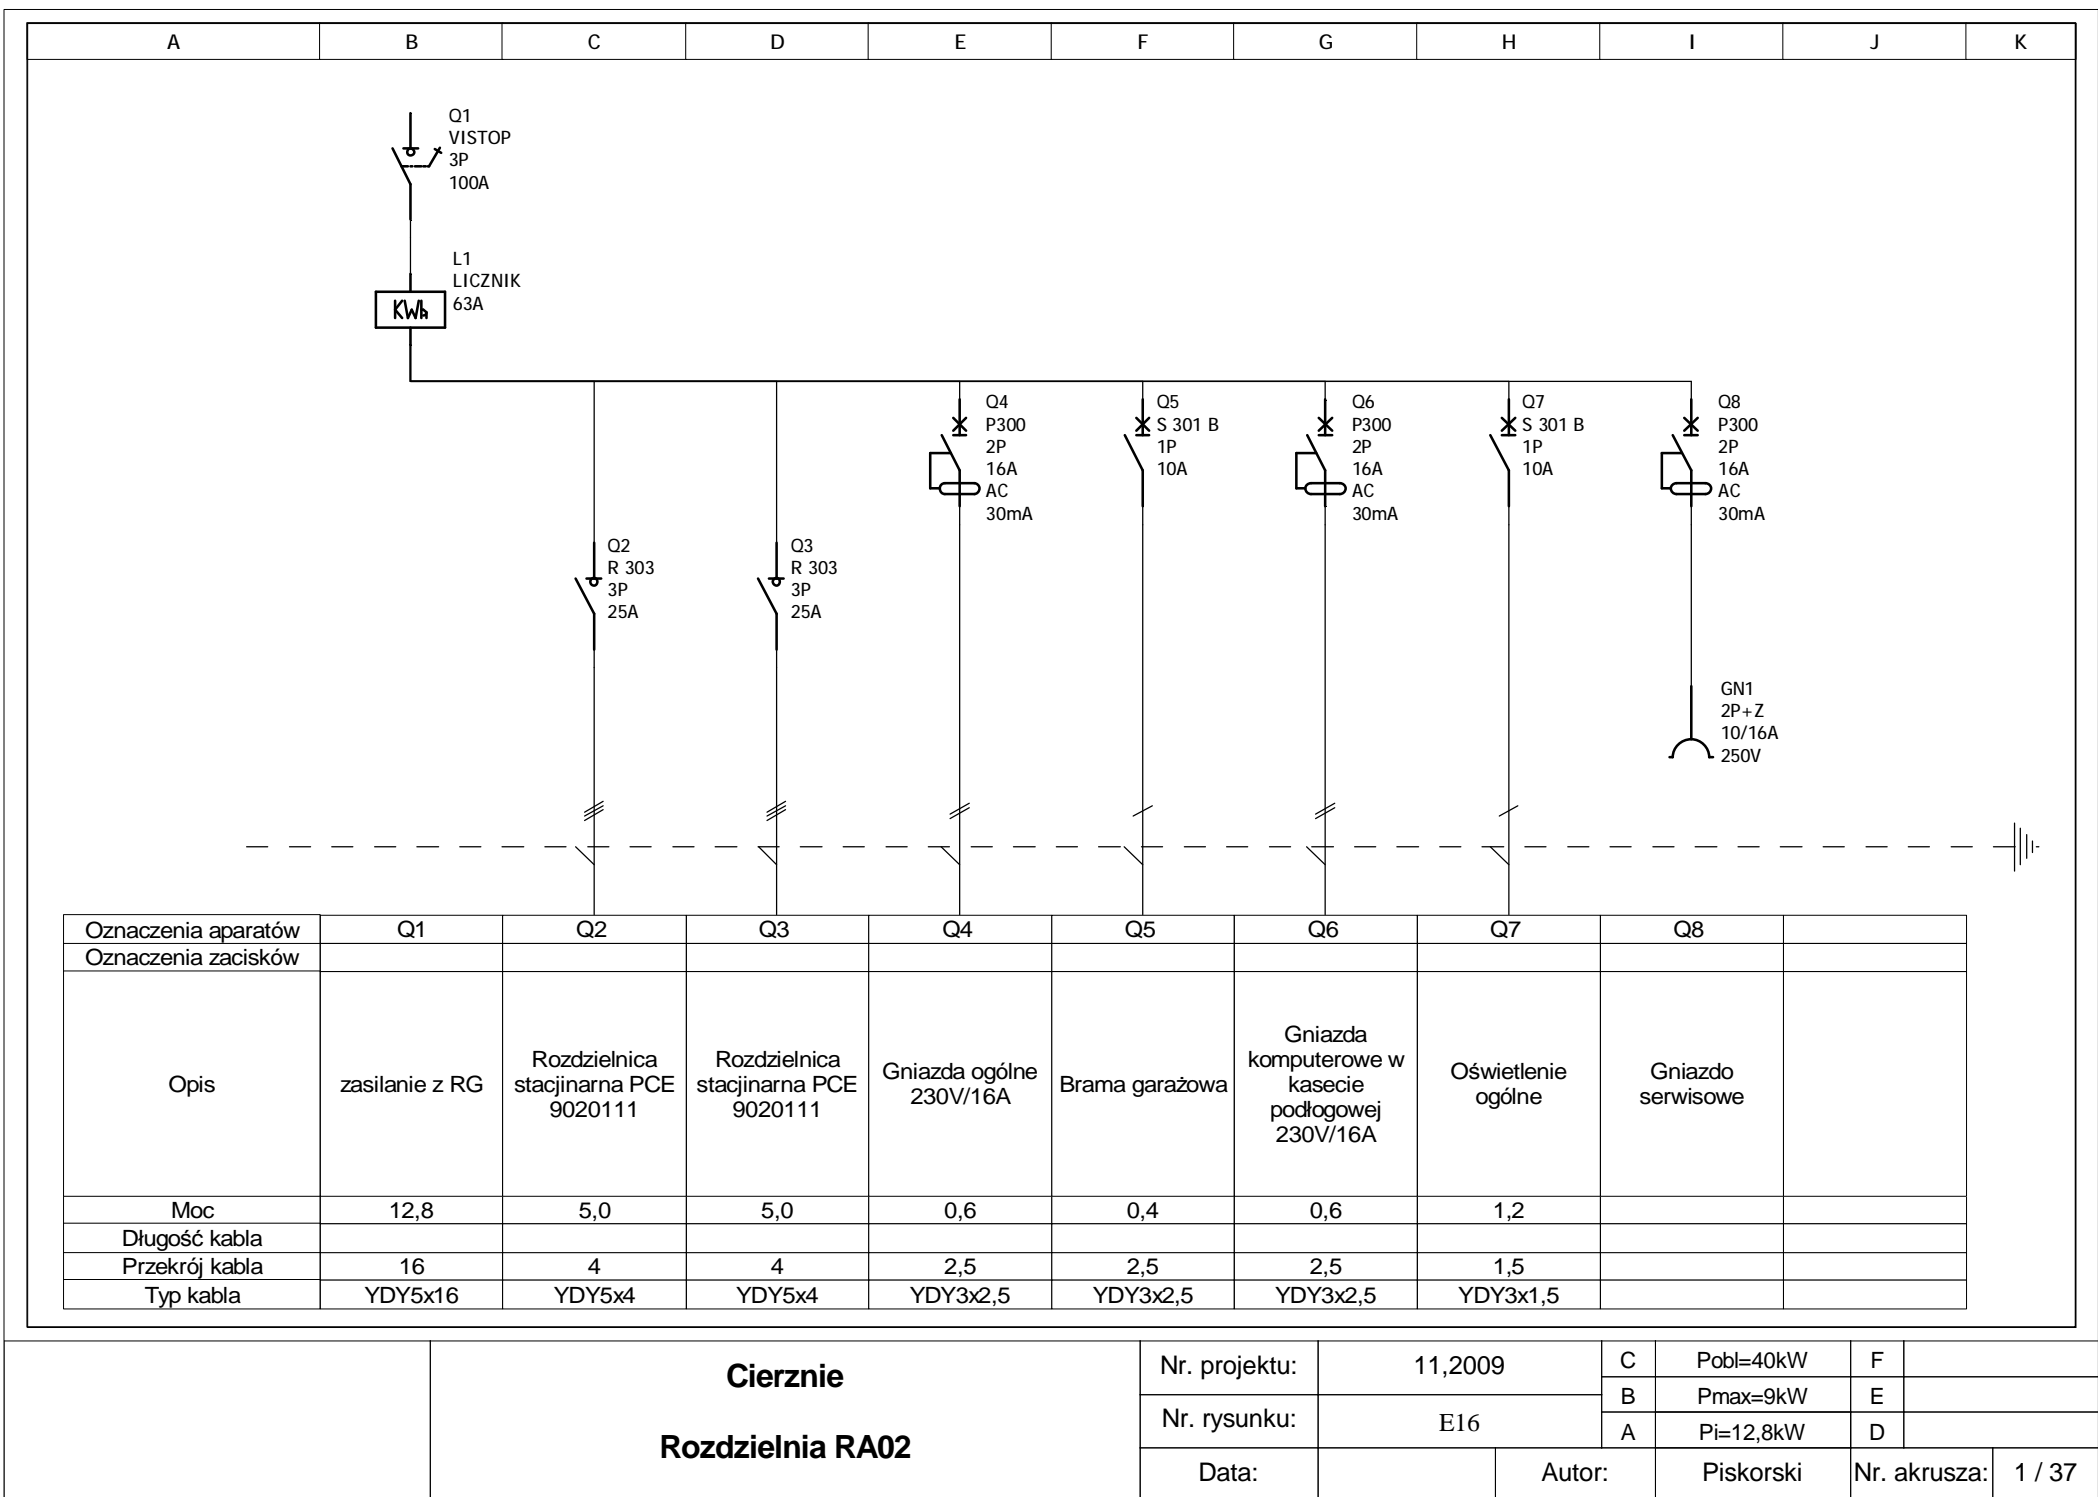 A B C D E F G H I J K
Q1
VISTOP
3P
100A
L1
LICZNIK
63A
KWh
Q2
R 303
3P
25A
Q3
R 303
3P
25A
Q4
P300
2P
16A
AC
30mA
Q5
S 301 B
1P
10A
Q6
P300
2P
16A
AC
30mA
Q7
S 301 B
1P
10A
Q8
P300
2P
16A
AC
30mA
GN1
2P+Z
10/16A
250V
Oznaczenia aparatów Q1 Q2 Q3 Q4 Q5 Q6 Q7 Q8
Oznaczenia zacisków
Opis
zasilanie z RG
Rozdzielnica
stacjinarna PCE
9020111
Rozdzielnica
stacjinarna PCE
9020111
Gniazda ogólne
230V/16A
Brama garażowa
Gniazda
komputerowe w
kasecie
podłogowej
230V/16A
Oświetlenie
ogólne
Gniazdo
serwisowe
Moc 12,8 5,0 5,0 0,6 0,4 0,6 1,2
Długość kabla
Przekrój kabla 16 4 4 2,5 2,5 2,5 1,5
Typ kabla YDY5x16 YDY5x4 YDY5x4 YDY3x2,5 YDY3x2,5 YDY3x2,5 YDY3x1,5
Cierznie
Rozdzielnia RA02
Nr. projektu: 11,2009
Nr. rysunku: E16
C Pobl=40kW F
B Pmax=9kW E
A Pi=12,8kW D
Data: Autor: Piskorski Nr. akrusza: 1 / 37